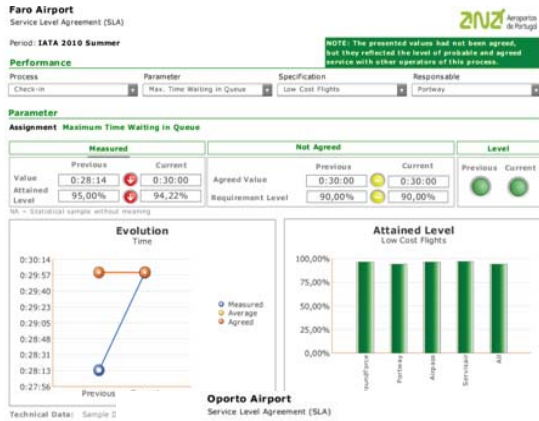 Faro Airport
Service Level Agreement (SLA)
ANA Aeroportos
de Portugal
Period: IATA 2010 Summer
NOTE: The presented values had not been agreed,
but they reflected the level of probable and agreed
service with other operators of this process.
Performance
Process Parameter Specification Responsable
Check-in Max. Time Waiting in Queue Low Cost Flights Portway
Parameter
Assignment Maximum Time Waiting in Queue
Measured Not Agreed Level
Previous Current Previous Current Previous Current
Value 0:28:14 0:30:00 Agreed Value 0:30:00 0:30:00
Attained
Level 95,00% 94,22% Requirement Level 90,00% 90,00%
NA = Statistical sample without meaning
Evolution
Time
0:30:14
0:29:57
0:29:40
0:29:23
0:29:05
0:28:48
0:28:31
0:28:13
0:27:56
Previous
Measured
Average
Agreed
Attained Level
Low Cost Flights
100,00%
75,00%
50,00%
25,00%
0,00%
oundforce
Portway
Airpass
Servisair
All
Technical Data: Sample
Oporto Airport
Service Level Agreement (SLA)